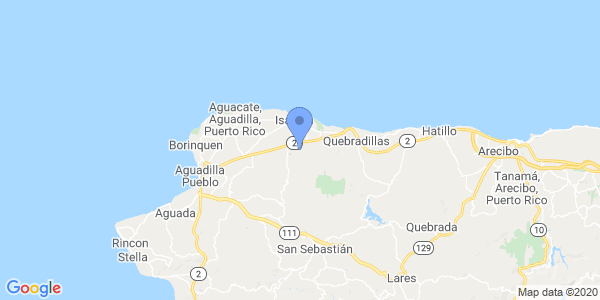 Aguacate,
Aguadilla,
Puerto Rico
Borinquen
2
Quebradillas
2
Hatillo
Arecibo
Aguadilla
Pueblo
Tanamá,
Arecibo,
Puerto Rico
Aguada
111
Quebrada
10
Rincon
Stella
San Sebastián
129
2
Lares
Google
Map data ©2020